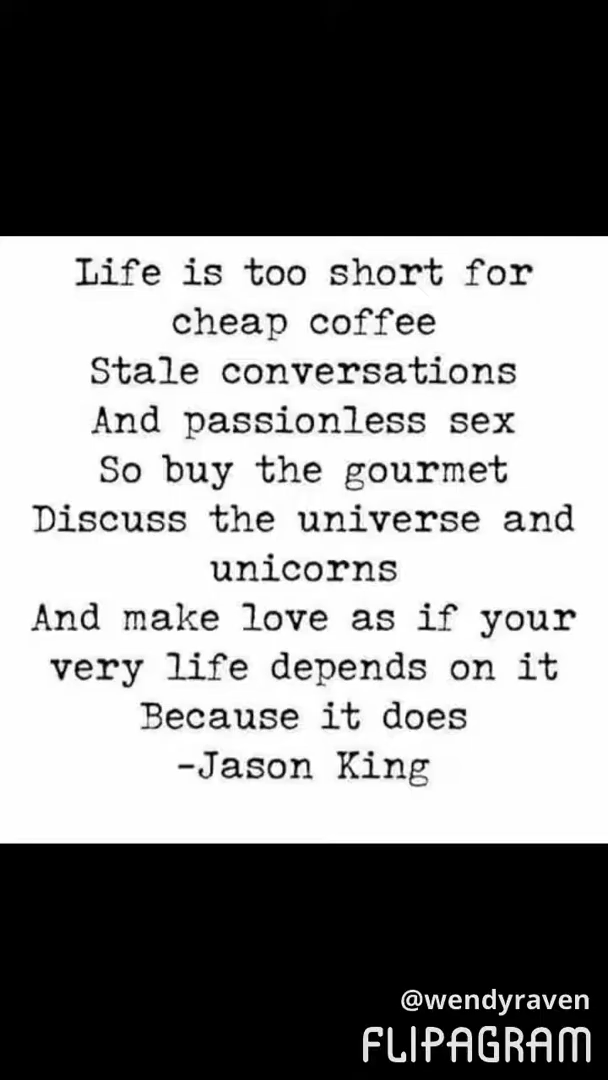 Life is too short for
cheap coffee
Stale conversations
And passionless sex
So buy the gourmet
Discuss the universe and
unicorns
And make love as if your
very life depends on it
Because it does
-Jason King
@wendyraven
FLIPAGRAM